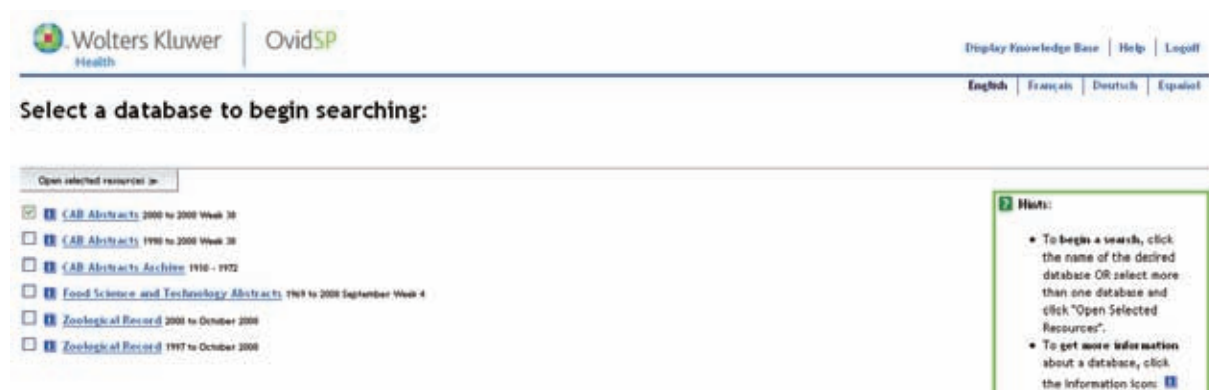 Wolters Kluwer
Health
OvidSP
Display Knowledge Base | Help | Logoff
English | Français | Deutsch | Español
Select a database to begin searching:
Open selected resources
CAB Abstracts 2000 to 2008 Week 38
CAB Abstracts 1990 to 2008 Week 38
CAB Abstracts Archive 1910 - 1972
Food Science and Technology Abstracts 1969 to 2008 September Week 4
Zoological Record 2000 to October 2008
Zoological Record 1997 to October 2008
Hints:
• To begin a search, click
the name of the desired
database OR select more
than one database and
click "Open Selected
Resources".
• To get more information
about a database, click
the Information icon: